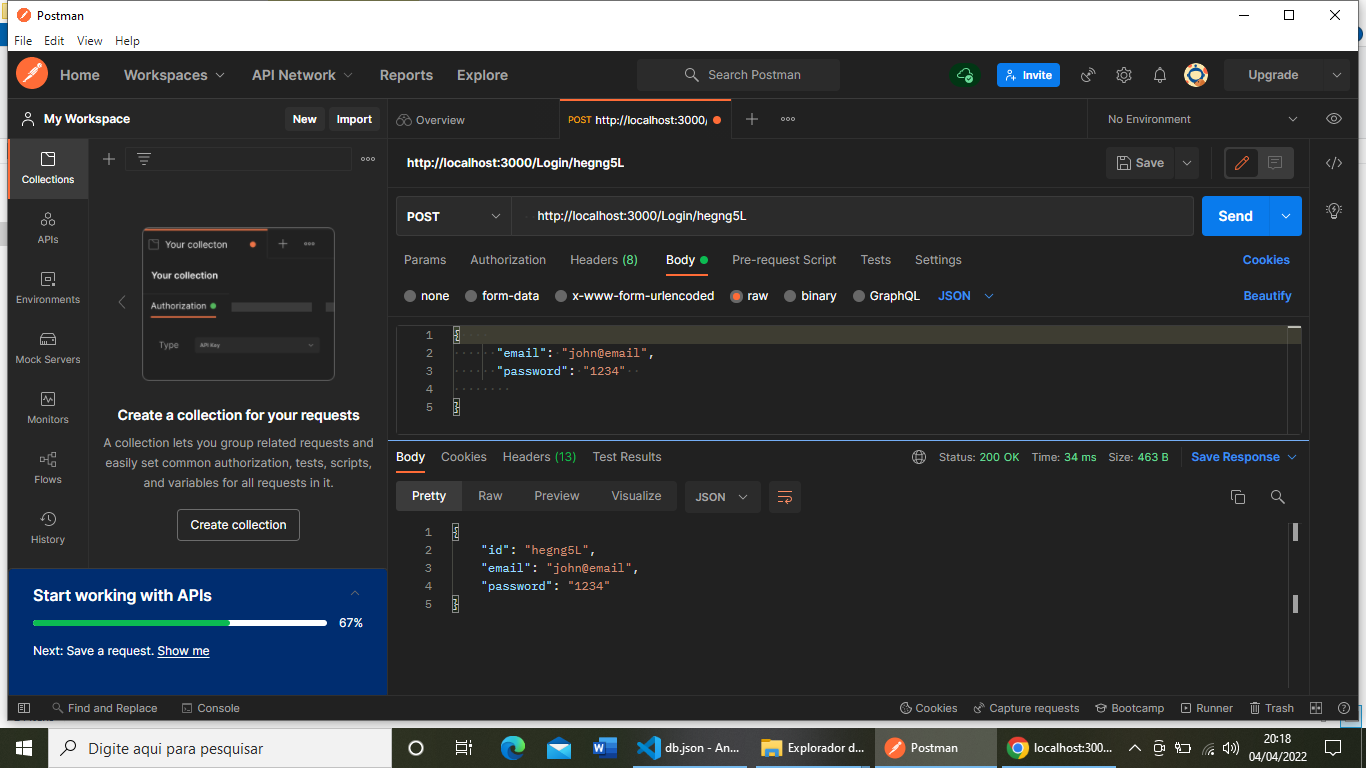 Postman
File Edit View Help
Home Workspaces API Network Reports Explore Search Postman Invite Upgrade
My Workspace New Import Overview POST http://localhost:3000/ No Environment
http://localhost:3000/Login/hegng5L Save
Collections
APIs
Environments
Mock Servers
Monitors
Flows
History
Your collecton
Your collection
Authorization
Type API Key
Create a collection for your requests
A collection lets you group related requests and
easily set common authorization, tests, scripts,
and variables for all requests in it.
Create collection
Start working with APIs
67%
Next: Save a request. Show me
POST http://localhost:3000/Login/hegng5L Send
Params Authorization Headers (8) Body Pre-request Script Tests Settings Cookies
none form-data x-www-form-urlencoded raw binary GraphQL JSON Beautify
1 {
2 "email": "john@email",
3 "password": "1234"
4
5 }
Body Cookies Headers (13) Test Results Status: 200 OK Time: 34 ms Size: 463 B Save Response
Pretty Raw Preview Visualize JSON
1 {
2 "id": "hegng5L",
3 "email": "john@email",
4 "password": "1234"
5 }
Find and Replace Console Cookies Capture requests Bootcamp Runner Trash
Digite aqui para pesquisar db.json - An... Explorador d... Postman localhost:300... 20:18
04/04/2022